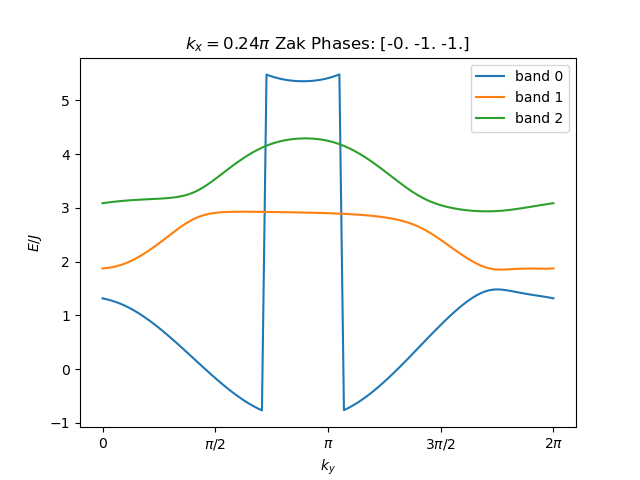 $k_x = 0.24\pi$ Zak Phases: [-0. -1. -1.]
band 0
band 1
band 2
E/J
5
4
3
2
1
0
−1
0
π/2
π
3π/2
2π
$k_y$